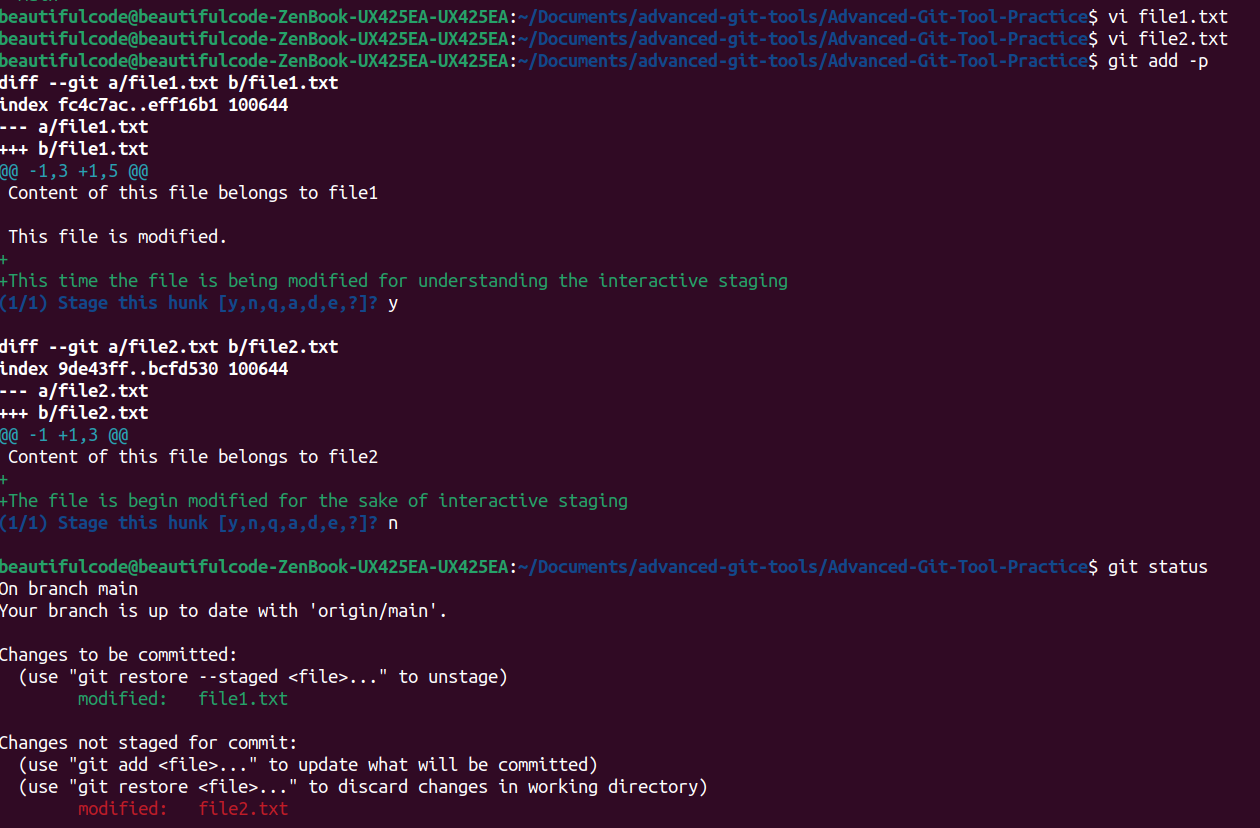 beautifulcode@beautifulcode-ZenBook-UX425EA-UX425EA:~/Documents/advanced-git-tools/Advanced-Git-Tool-Practice$ vi file1.txt
beautifulcode@beautifulcode-ZenBook-UX425EA-UX425EA:~/Documents/advanced-git-tools/Advanced-Git-Tool-Practice$ vi file2.txt
beautifulcode@beautifulcode-ZenBook-UX425EA-UX425EA:~/Documents/advanced-git-tools/Advanced-Git-Tool-Practice$ git add -p
diff --git a/file1.txt b/file1.txt
index fc4c7ac..eff16b1 100644
--- a/file1.txt
+++ b/file1.txt
@@ -1,3 +1,5 @@
 Content of this file belongs to file1

 This file is modified.
+
+This time the file is being modified for understanding the interactive staging
(1/1) Stage this hunk [y,n,q,a,d,e,?]? y

diff --git a/file2.txt b/file2.txt
index 9de43ff..bcfd530 100644
--- a/file2.txt
+++ b/file2.txt
@@ -1 +1,3 @@
 Content of this file belongs to file2
+
+The file is begin modified for the sake of interactive staging
(1/1) Stage this hunk [y,n,q,a,d,e,?]? n

beautifulcode@beautifulcode-ZenBook-UX425EA-UX425EA:~/Documents/advanced-git-tools/Advanced-Git-Tool-Practice$ git status
On branch main
Your branch is up to date with 'origin/main'.

Changes to be committed:
  (use "git restore --staged <file>..." to unstage)
        modified:   file1.txt

Changes not staged for commit:
  (use "git add <file>..." to update what will be committed)
  (use "git restore <file>..." to discard changes in working directory)
        modified:   file2.txt